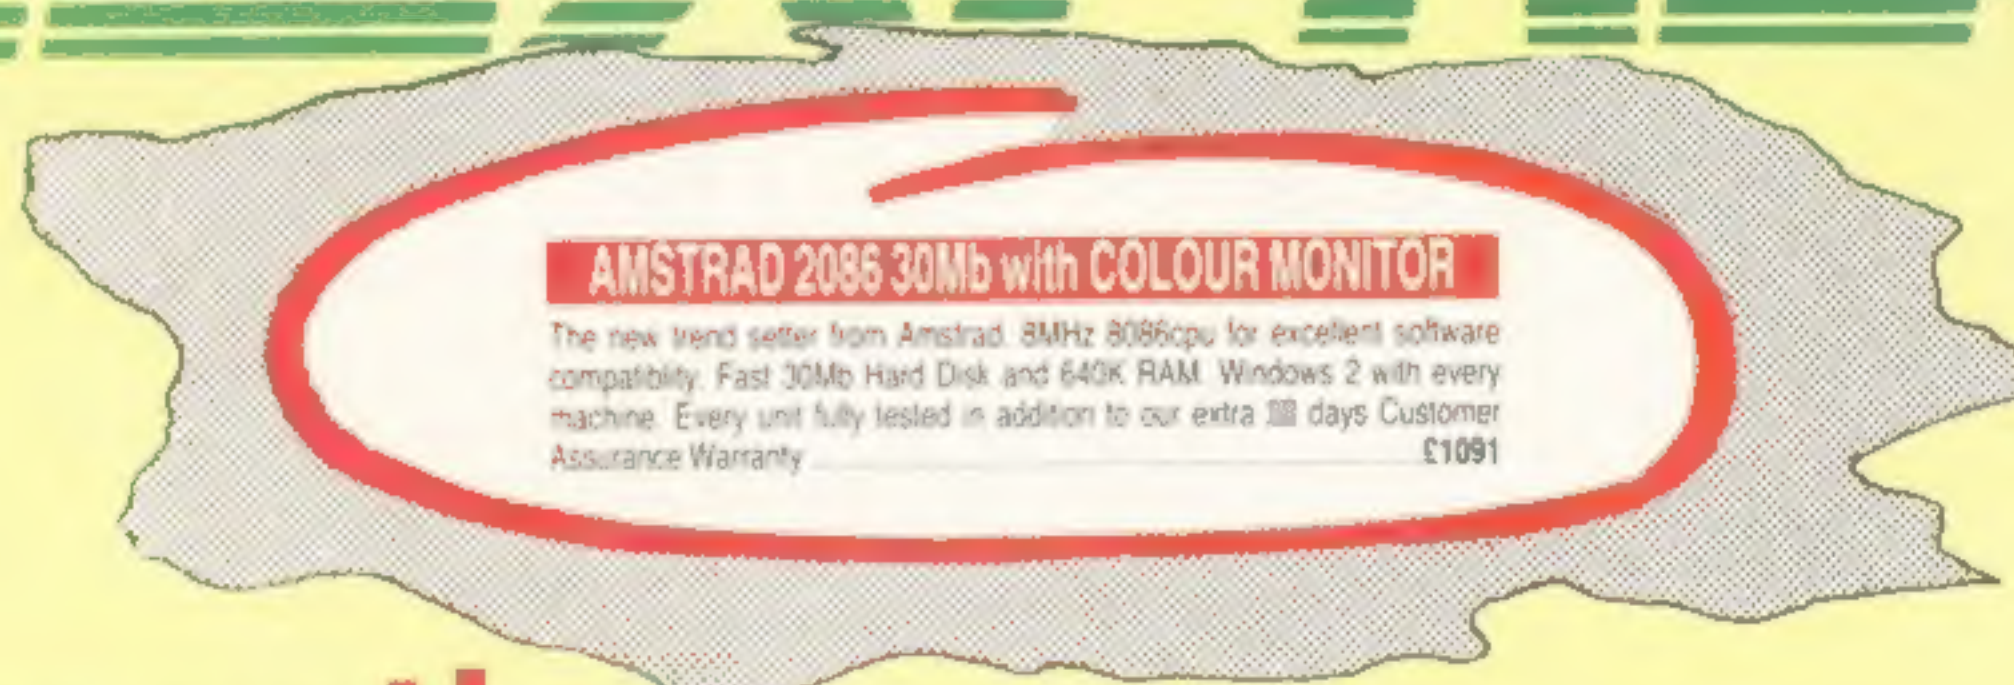 AMSTRAD 2086 30Mb with COLOUR MONITOR
The new trend setter from Amstrad. 8MHz 8086cpu for excellent software
compatiblity. Fast 30Mb Hard Disk and 640K RAM. Windows 2 with every
machine. Every unit fully tested in addition to our extra days Customer
Assurance Warranty £1091